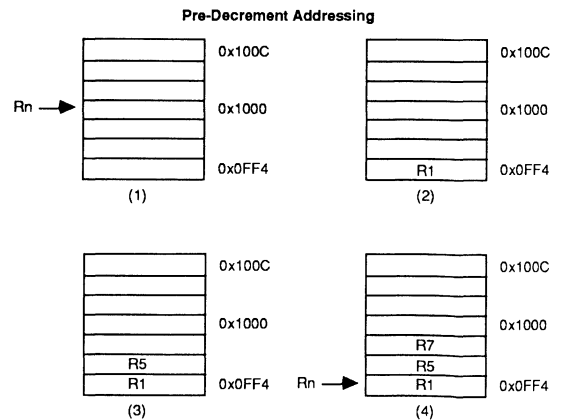 Pre-Decrement Addressing
0x100C
Rn
0x1000
0x0FF4
(1)
0x100C
0x1000
R1
0x0FF4
(2)
0x100C
0x1000
R5
R1
0x0FF4
(3)
0x100C
0x1000
R7
R5
Rn
R1
0x0FF4
(4)